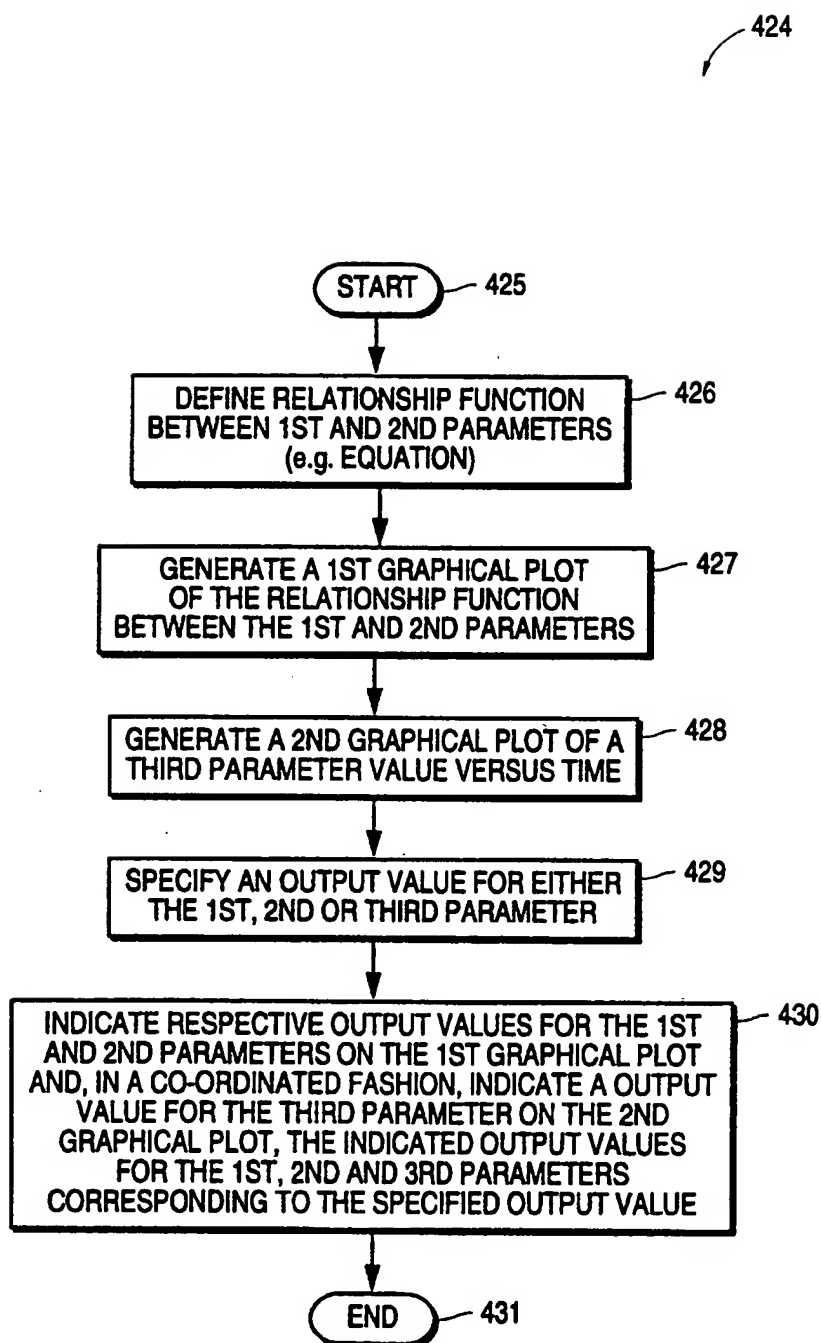 424
START
425
DEFINE RELATIONSHIP FUNCTION
BETWEEN 1ST AND 2ND PARAMETERS
(e.g. EQUATION)
426
GENERATE A 1ST GRAPHICAL PLOT
OF THE RELATIONSHIP FUNCTION
BETWEEN THE 1ST AND 2ND PARAMETERS
427
GENERATE A 2ND GRAPHICAL PLOT OF A
THIRD PARAMETER VALUE VERSUS TIME
428
SPECIFY AN OUTPUT VALUE FOR EITHER
THE 1ST, 2ND OR THIRD PARAMETER
429
INDICATE RESPECTIVE OUTPUT VALUES FOR THE 1ST
AND 2ND PARAMETERS ON THE 1ST GRAPHICAL PLOT
AND, IN A CO-ORDINATED FASHION, INDICATE A OUTPUT
VALUE FOR THE THIRD PARAMETER ON THE 2ND
GRAPHICAL PLOT, THE INDICATED OUTPUT VALUES
FOR THE 1ST, 2ND AND 3RD PARAMETERS
CORRESPONDING TO THE SPECIFIED OUTPUT VALUE
430
END
431